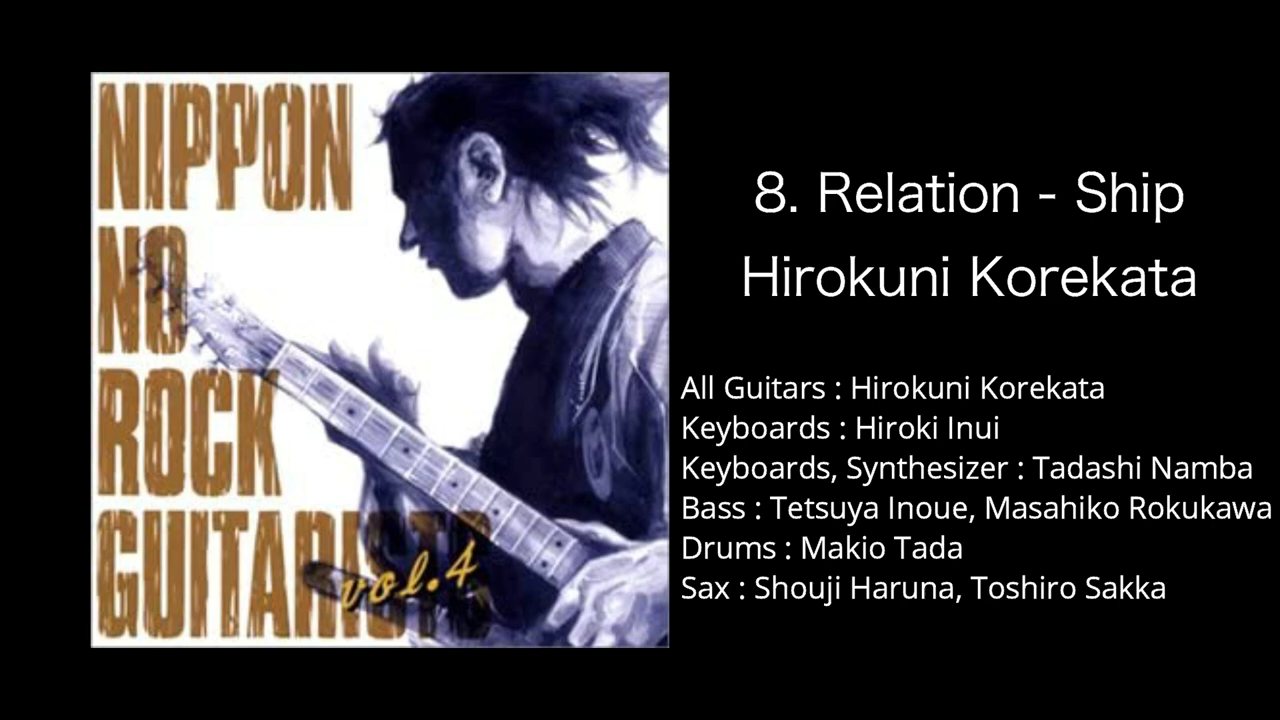 NIPPON
NO
ROCK
GUITARISTS
vol.4
8. Relation - Ship
Hirokuni Korekata
All Guitars : Hirokuni Korekata
Keyboards : Hiroki Inui
Keyboards, Synthesizer : Tadashi Namba
Bass : Tetsuya Inoue, Masahiko Rokukawa
Drums : Makio Tada
Sax : Shouji Haruna, Toshiro Sakka